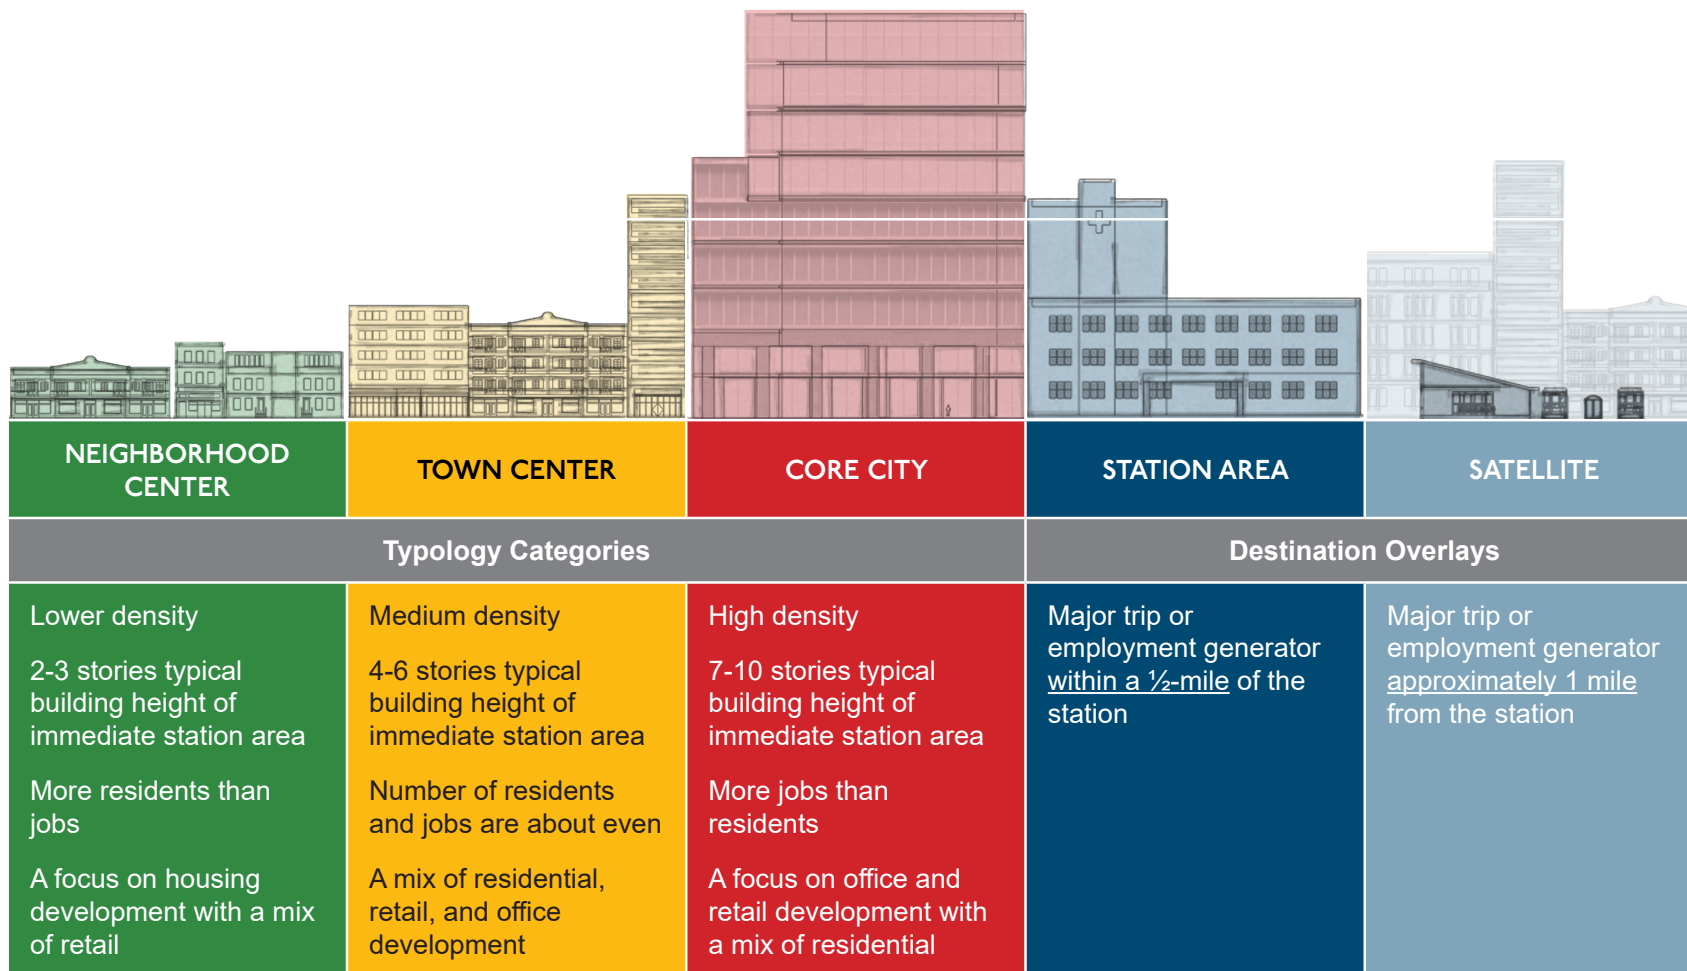 NEIGHBORHOOD
CENTER
TOWN CENTER
CORE CITY
STATION AREA
SATELLITE
Typology Categories
Destination Overlays
Lower density
2-3 stories typical
building height of
immediate station area
More residents than
jobs
A focus on housing
development with a mix
of retail
Medium density
4-6 stories typical
building height of
immediate station area
Number of residents
and jobs are about even
A mix of residential,
retail, and office
development
High density
7-10 stories typical
building height of
immediate station area
More jobs than
residents
A focus on office and
retail development with
a mix of residential
Major trip or
employment generator
within a ½-mile of the
station
Major trip or
employment generator
approximately 1 mile
from the station